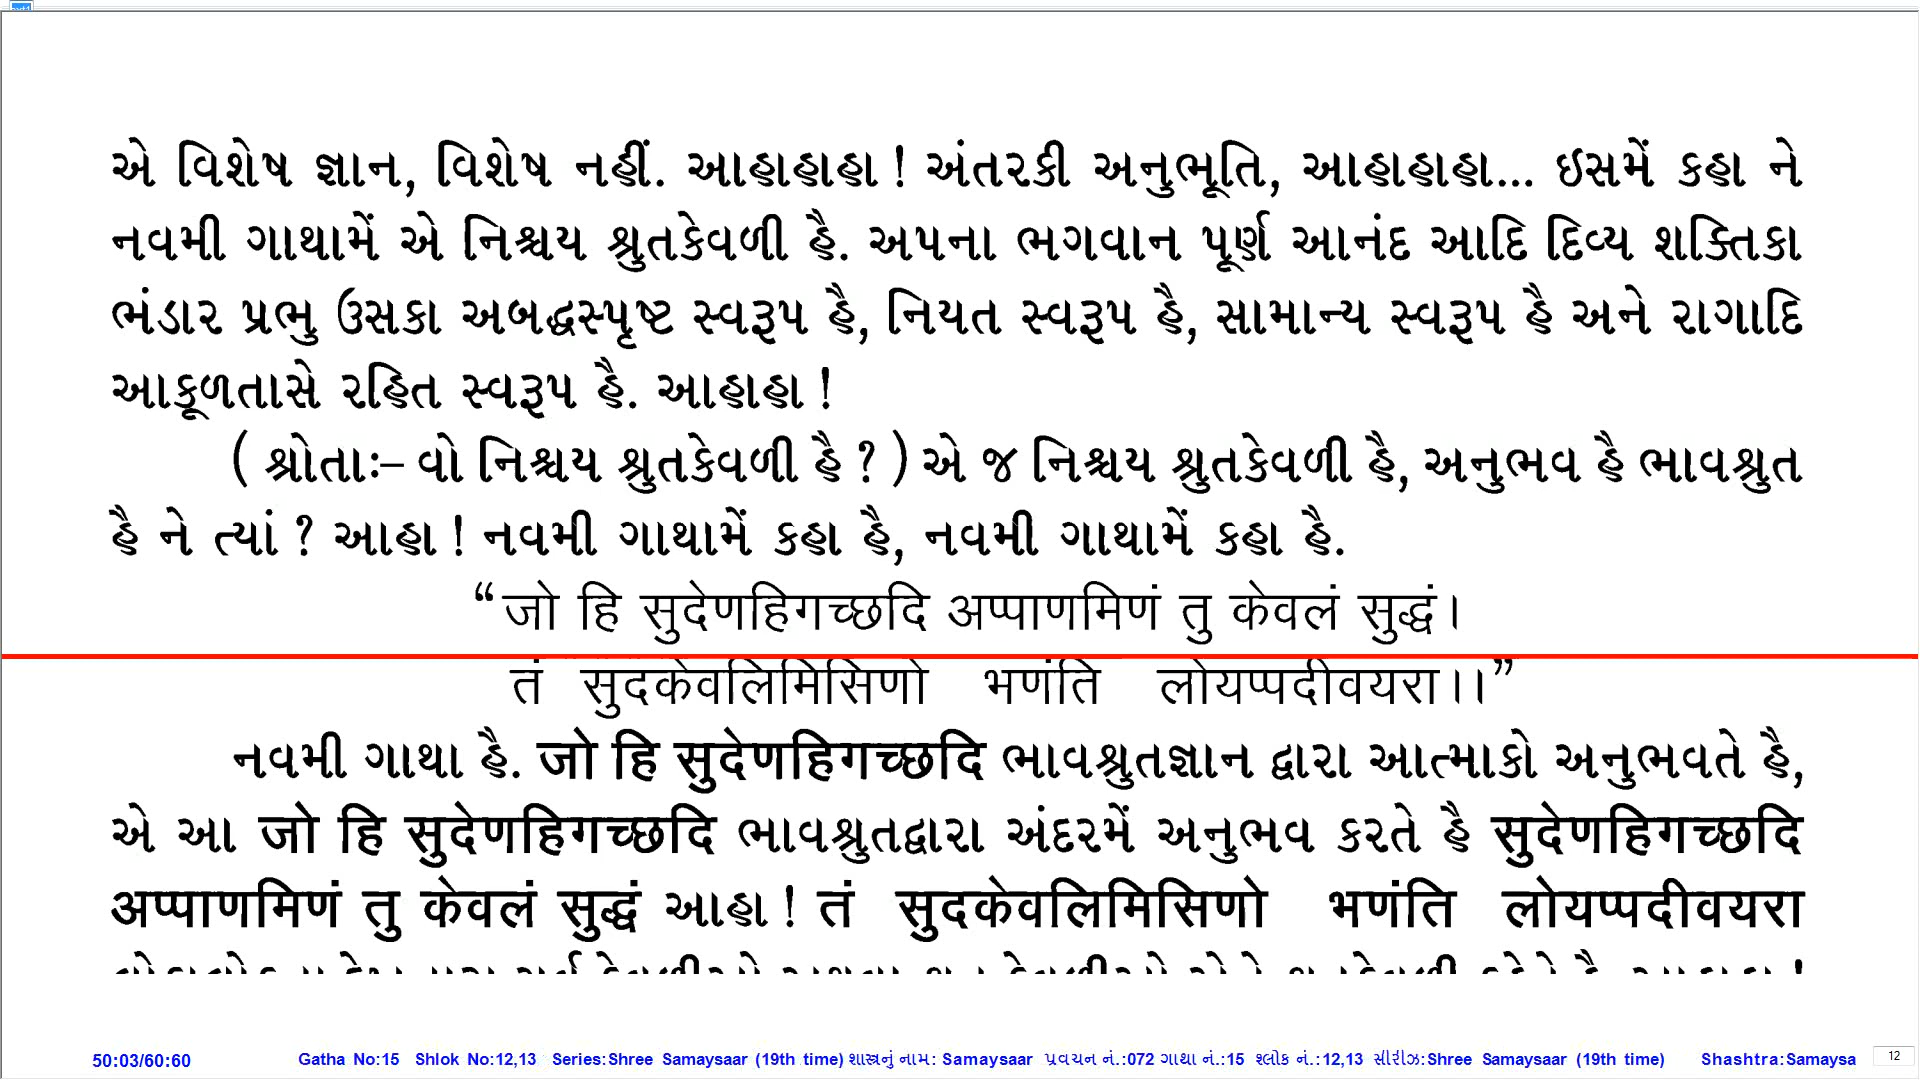 એ વિશેષ જ્ઞાન, વિશેષ નહીં. આહાહાહા ! અંતરકી અનુભૂતિ, આહાહાહા... ઈસમેં કહા ને
નવમી ગાથામેં એ નિશ્ચય શ્રુતકેવળી હૈ. અપના ભગવાન પૂર્ણ આનંદ આદિ દિવ્ય શક્તિકા
ભંડાર પ્રભુ ઉસકા અબદ્ધસ્પૃષ્ટ સ્વરૂપ હૈ, નિયત સ્વરૂપ હૈ, સામાન્ય સ્વરૂપ હૈ અને રાગાદિ
આકૂળતાસે રહિત સ્વરૂપ હૈ. આહાહા !
( શ્રોતાઃ– વો નિશ્ચય શ્રુતકેવળી હૈ ? ) એ જ નિશ્ચય શ્રુતકેવળી હૈ, અનુભવ હૈ ભાવશ્રુત
હૈ ને ત્યાં ? આહા ! નવમી ગાથામેં કહા હૈ, નવમી ગાથામેં કહા હૈ.
“जो हि सुदेणहिगच्छदि अप्पाणमिणं तु केवलं सुद्धं।
तं सुदकेवलिमिसिणो भणंति लोयप्पदीवयरा।।”
નવમી ગાથા હૈ. जो हि सुदेणहिगच्छदि ભાવશ્રુતજ્ઞાન દ્વારા આત્માકો અનુભવતે હૈ,
એ આ जो हि सुदेणहिगच्छदि ભાવશ્રુતદ્વારા અંદરમેં અનુભવ કરતે હૈ सुदेणहिगच्छदि
अप्पाणमिणं तु केवलं सुद्धं આહા ! तं सुदकेवलिमिसिणो भणंति लोयप्पदीवयरा
50:03/60:60 Gatha No:15 Shlok No:12,13 Series:Shree Samaysaar (19th time) શાસ્ત્રનું નામ: Samaysaar પ્રવચન નં.:072 ગાથા નં.:15 શ્લોક નં.:12,13 સીરીઝ:Shree Samaysaar (19th time) Shashtra:Samaysa 12